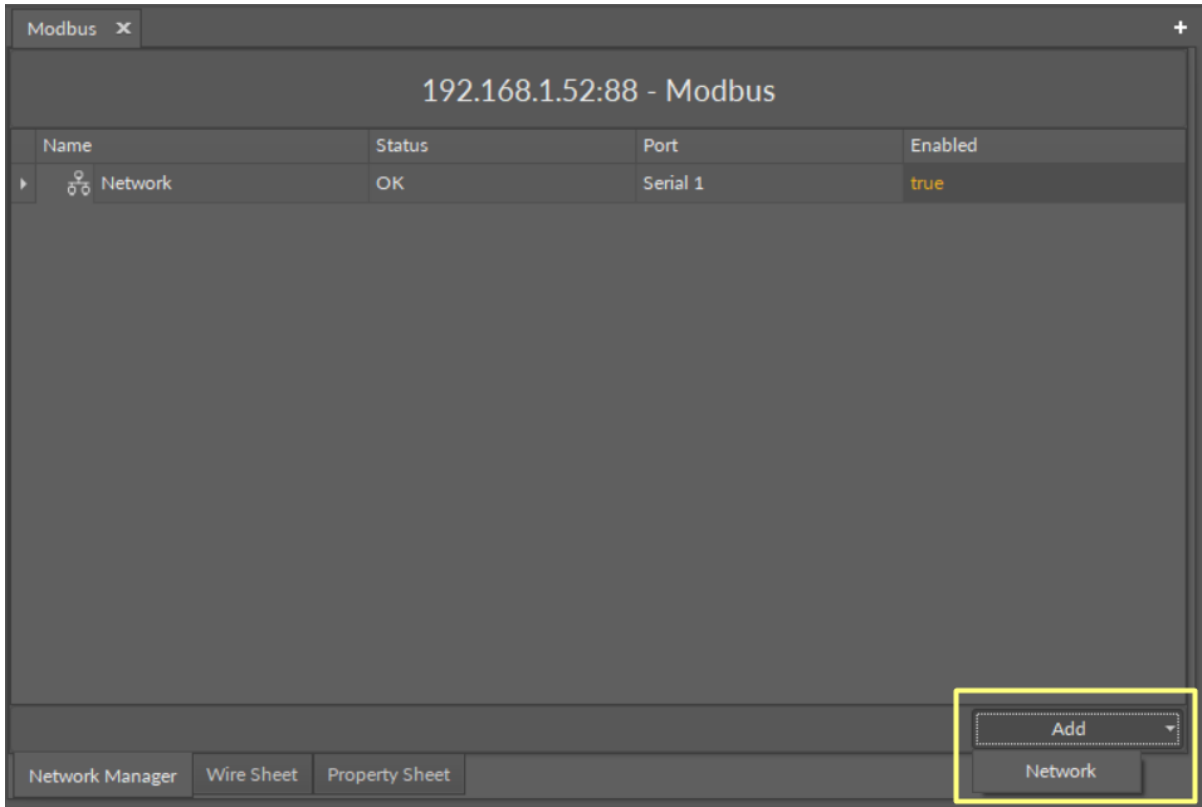 Modbus
192.168.1.52:88 - Modbus
Name Status Port Enabled
Network OK Serial 1 true
Add
Network Manager Wire Sheet Property Sheet Network